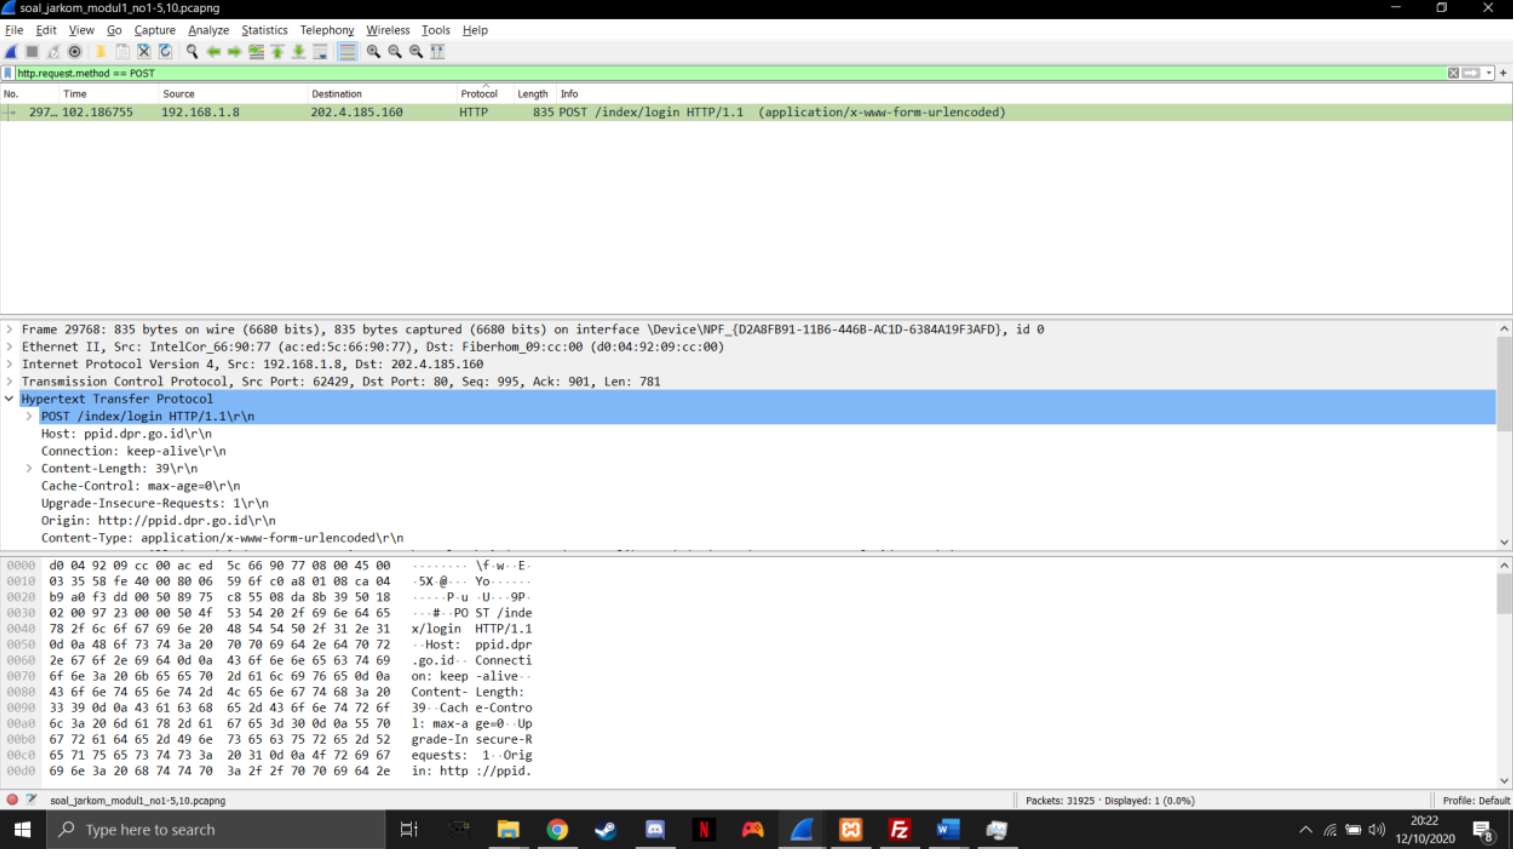 soal_jarkom_modul1_no1-5,10.pcapng
File Edit View Go Capture Analyze Statistics Telephony Wireless Tools Help
http.request.method == POST
No. Time Source Destination Protocol Length Info
297… 102.186755 192.168.1.8 202.4.185.160 HTTP 835 POST /index/login HTTP/1.1 (application/x-www-form-urlencoded)
Frame 29768: 835 bytes on wire (6680 bits), 835 bytes captured (6680 bits) on interface \Device\NPF_{D2A8FB91-11B6-446B-AC1D-6384A19F3AFD}, id 0
Ethernet II, Src: IntelCor_66:90:77 (ac:ed:5c:66:90:77), Dst: Fiberhom_09:cc:00 (d0:04:92:09:cc:00)
Internet Protocol Version 4, Src: 192.168.1.8, Dst: 202.4.185.160
Transmission Control Protocol, Src Port: 62429, Dst Port: 80, Seq: 995, Ack: 901, Len: 781
Hypertext Transfer Protocol
POST /index/login HTTP/1.1\r\n
Host: ppid.dpr.go.id\r\n
Connection: keep-alive\r\n
Content-Length: 39\r\n
Cache-Control: max-age=0\r\n
Upgrade-Insecure-Requests: 1\r\n
Origin: http://ppid.dpr.go.id\r\n
Content-Type: application/x-www-form-urlencoded\r\n
0000 d0 04 92 09 cc 00 ac ed 5c 66 90 77 08 00 45 00 ········ \f·w··E·
0010 03 35 58 fe 40 00 80 06 59 6f c0 a8 01 08 ca 04 ·5X·@··· Yo······
0020 b9 a0 f3 dd 00 50 89 75 c8 55 08 da 8b 39 50 18 ·····P·u ·U···9P·
0030 02 00 97 23 00 00 50 4f 53 54 20 2f 69 6e 64 65 ···#··PO ST /inde
0040 78 2f 6c 6f 67 69 6e 20 48 54 54 50 2f 31 2e 31 x/login HTTP/1.1
0050 0d 0a 48 6f 73 74 3a 20 70 70 69 64 2e 64 70 72 ··Host: ppid.dpr
0060 2e 67 6f 2e 69 64 0d 0a 43 6f 6e 6e 65 63 74 69 .go.id·· Connecti
0070 6f 6e 3a 20 6b 65 65 70 2d 61 6c 69 76 65 0d 0a on: keep -alive··
0080 43 6f 6e 74 65 6e 74 2d 4c 65 6e 67 74 68 3a 20 Content- Length:
0090 33 39 0d 0a 43 61 63 68 65 2d 43 6f 6e 74 72 6f 39··Cach e-Contro
00a0 6c 3a 20 6d 61 78 2d 61 67 65 3d 30 0d 0a 55 70 l: max-a ge=0··Up
00b0 67 72 61 64 65 2d 49 6e 73 65 63 75 72 65 2d 52 grade-In secure-R
00c0 65 71 75 65 73 74 73 3a 20 31 0d 0a 4f 72 69 67 equests: 1··Orig
00d0 69 6e 3a 20 68 74 74 70 3a 2f 2f 70 70 69 64 2e in: http ://ppid.
soal_jarkom_modul1_no1-5,10.pcapng Packets: 31925 · Displayed: 1 (0.0%) Profile: Default
Type here to search
20:22
12/10/2020
8